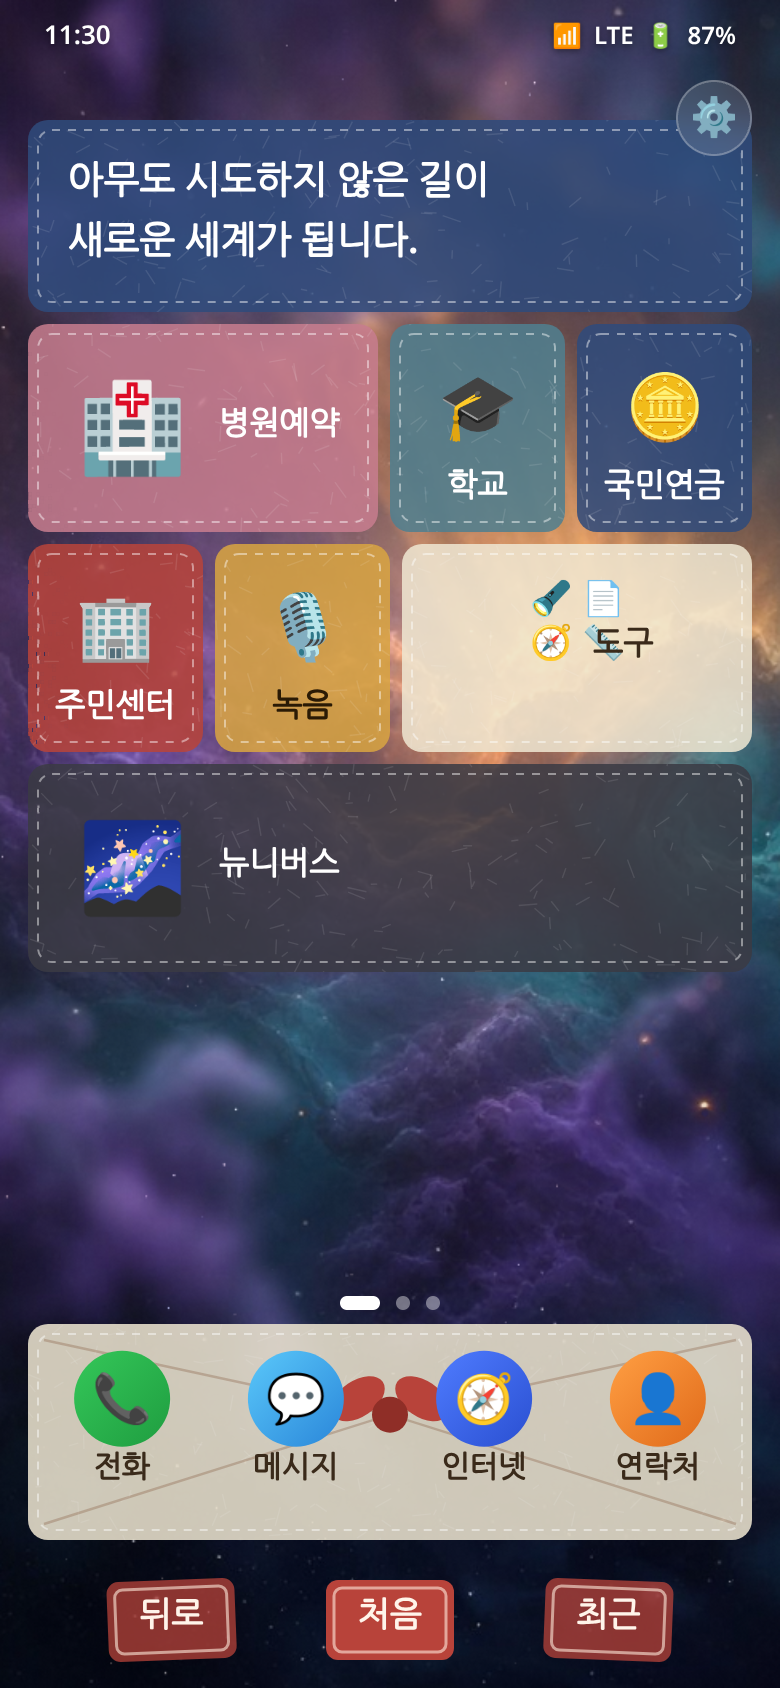 11:30
LTE 87%
아무도 시도하지 않은 길이
새로운 세계가 됩니다.
병원예약
학교
국민연금
주민센터
녹음
도구
뉴니버스
전화
메시지
인터넷
연락처
뒤로
처음
최근